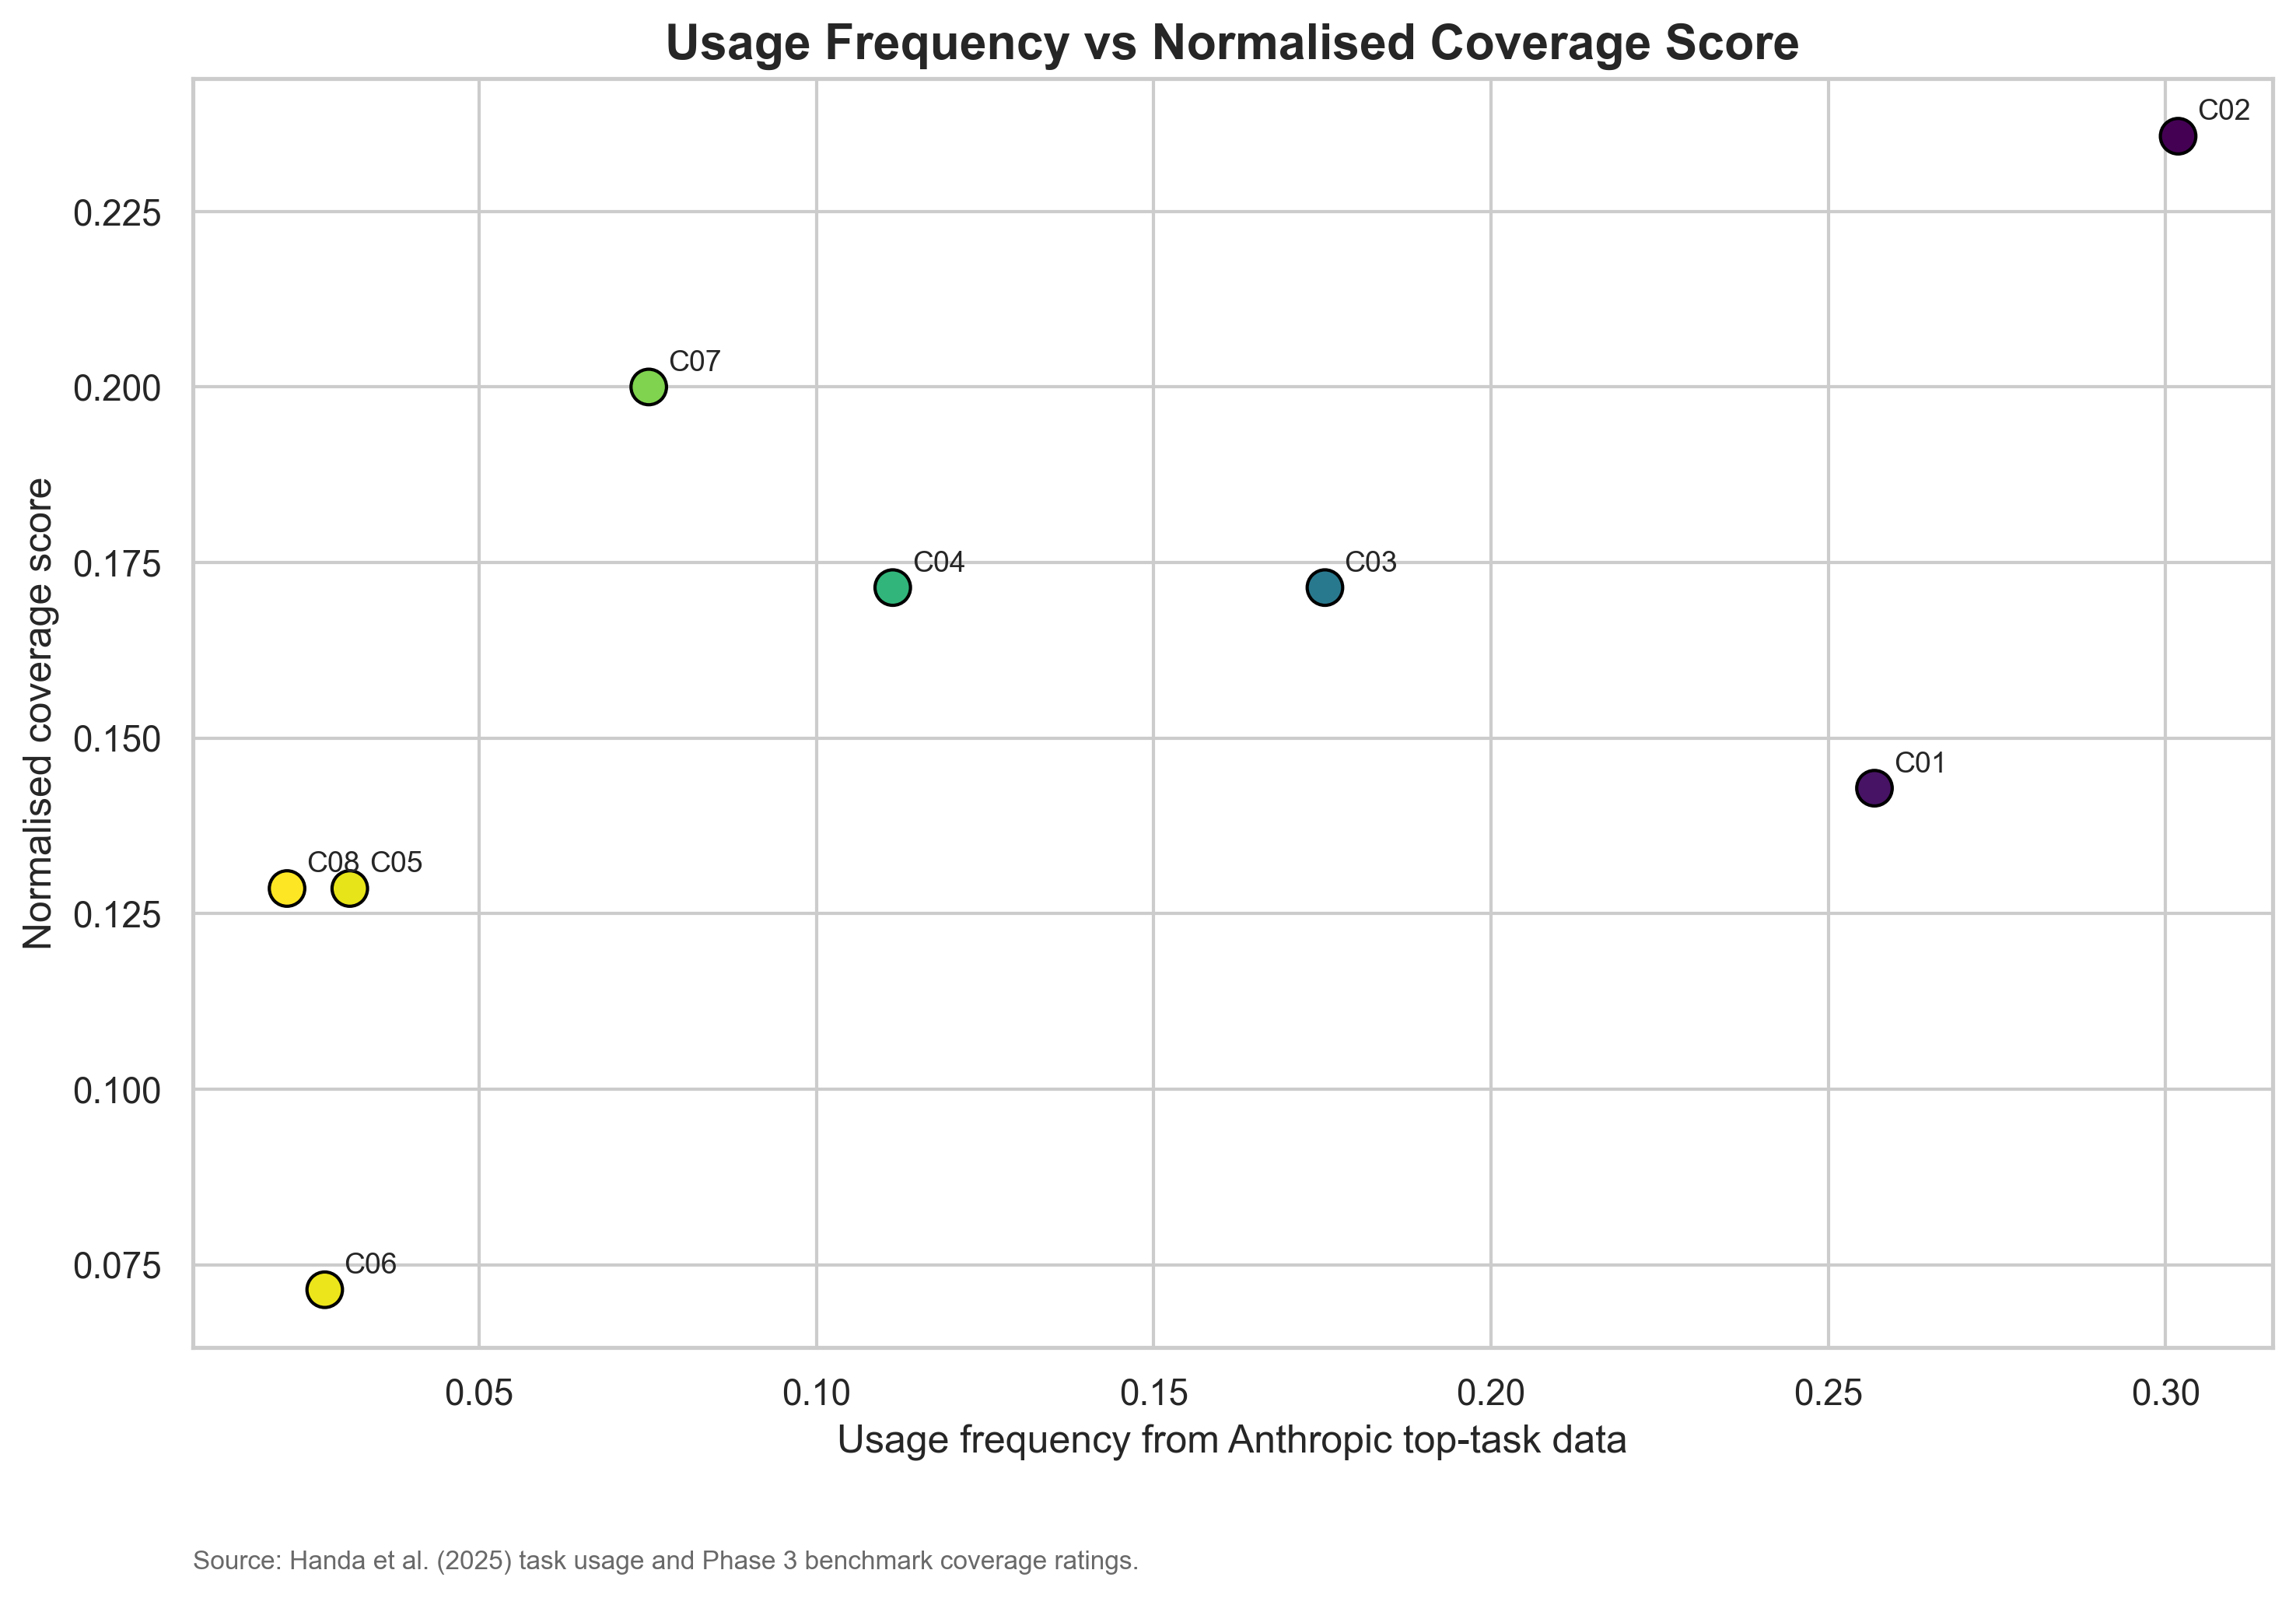 Usage Frequency vs Normalised Coverage Score
C02
0.225
C07
0.200
C04
C03
0.175
0.150
C01
C08
C05
0.125
0.100
C06
0.075
Normalised coverage score
0.05 0.10 0.15 0.20 0.25 0.30
Usage frequency from Anthropic top-task data
Source: Handa et al. (2025) task usage and Phase 3 benchmark coverage ratings.